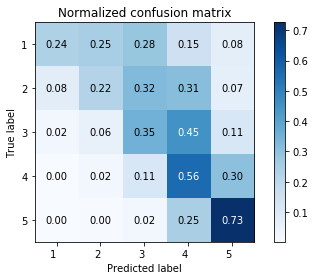 Normalized confusion matrix
1 0.24 0.25 0.28 0.15 0.08
2 0.08 0.22 0.32 0.31 0.07
3 0.02 0.06 0.35 0.45 0.11
4 0.00 0.02 0.11 0.56 0.30
5 0.00 0.00 0.02 0.25 0.73
1 2 3 4 5
True label
Predicted label
0.7
0.6
0.5
0.4
0.3
0.2
0.1